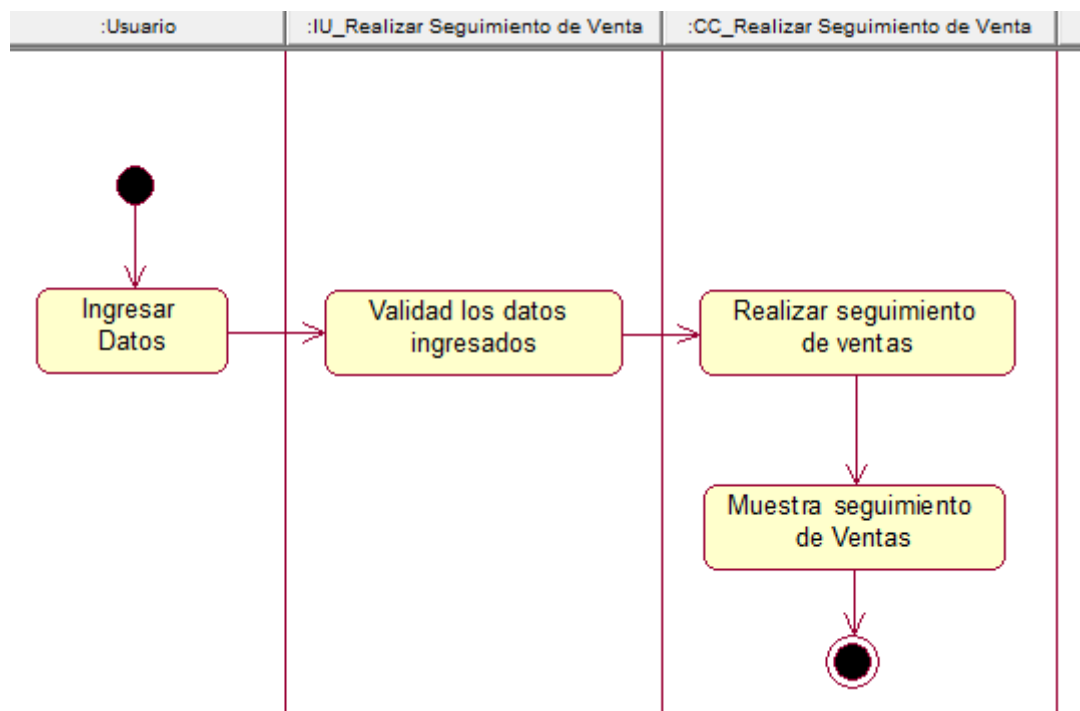 :Usuario
:IU_Realizar Seguimiento de Venta
:CC_Realizar Seguimiento de Venta
Ingresar
Datos
Validad los datos
ingresados
Realizar seguimiento
de ventas
Muestra seguimiento
de Ventas